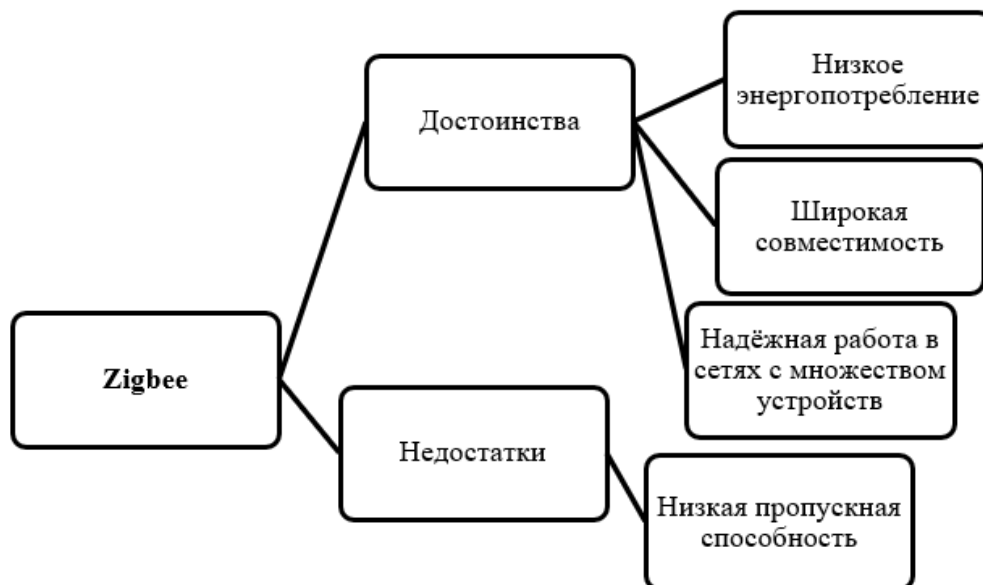 Zigbee
Достоинства
Низкое
энергопотребление
Широкая
совместимость
Надёжная работа в
сетях с множеством
устройств
Недостатки
Низкая пропускная
способность